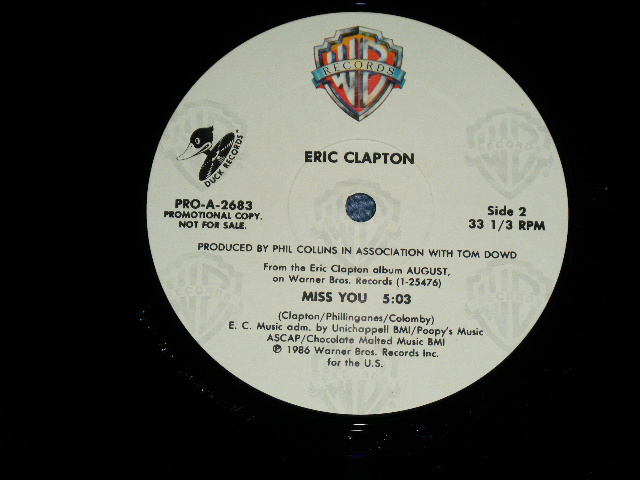 WB
RECORDS
ERIC CLAPTON
DUCK RECORDS™
PRO-A-2683
PROMOTIONAL COPY.
NOT FOR SALE.
Side 2
33 1/3 RPM
PRODUCED BY PHIL COLLINS IN ASSOCIATION WITH TOM DOWD
From the Eric Clapton album AUGUST,
on Warner Bros. Records (1-25476)
MISS YOU 5:03
(Clapton/Phillinganes/Colomby)
E. C. Music adm. by Unichappell BMI/Poopy's Music
ASCAP/Chocolate Malted Music BMI
℗ 1986 Warner Bros. Records Inc.
for the U.S.